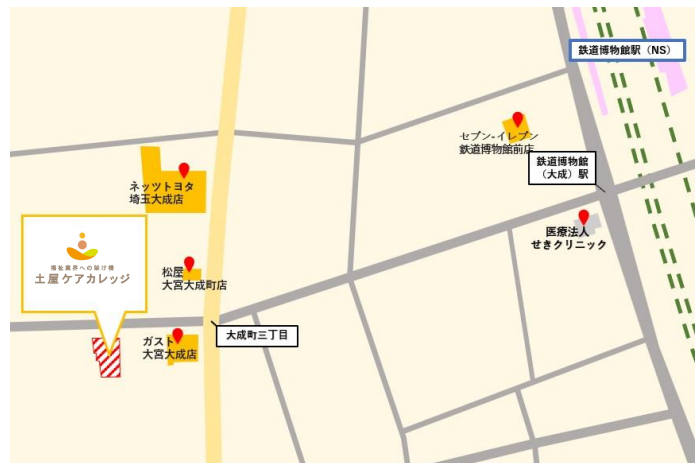 鉄道博物館駅（NS）
セブン-イレブン
鉄道博物館前店
鉄道博物館
（大成）駅
ネッツトヨタ
埼玉大成店
医療法人
せきクリニック
福祉業界への架け橋
土屋ケアカレッジ
松屋
大宮大成町店
大成町三丁目
ガスト
大宮大成店